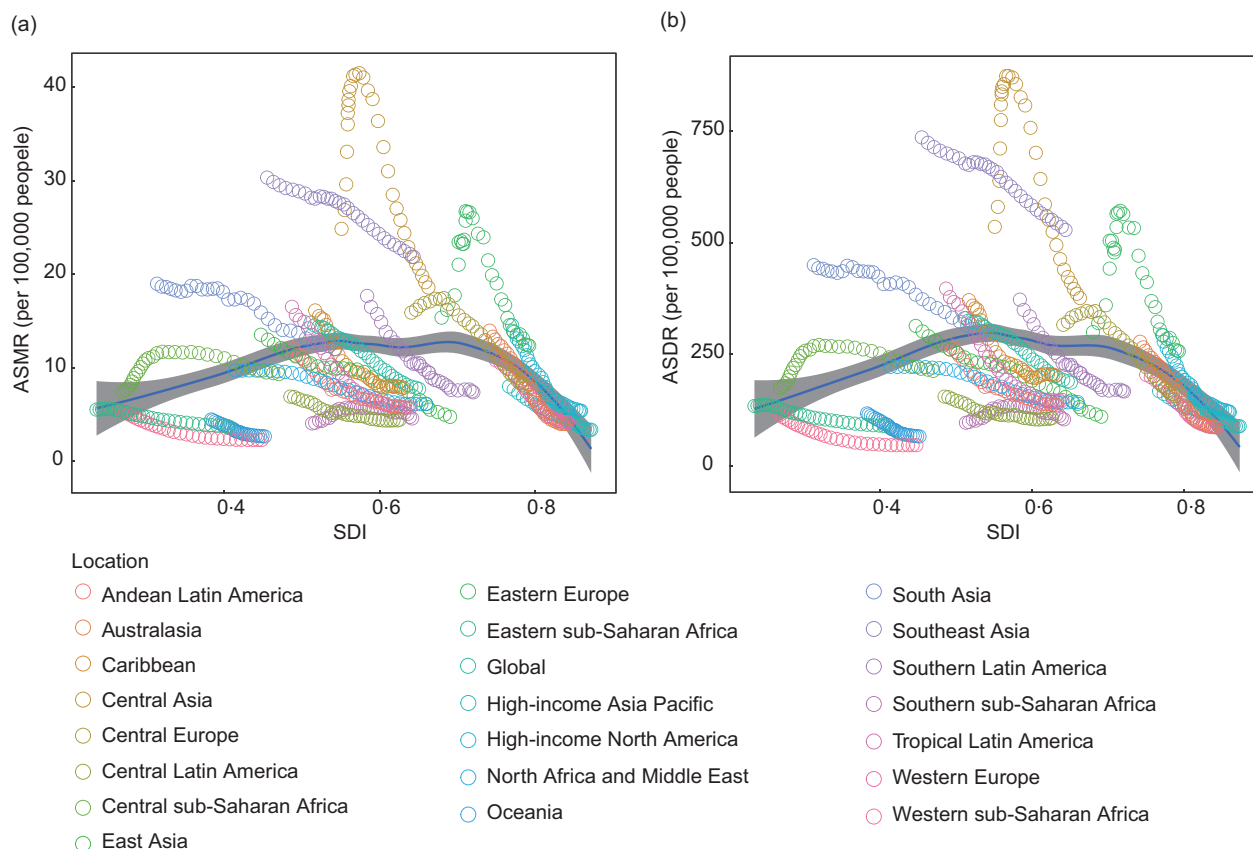 (a)
(b)
ASMR (per 100,000 peopele)
40
30
20
10
0
0·4
0·6
0·8
SDI
ASDR (per 100,000 people)
750
500
250
0
0·4
0·6
0·8
SDI
Location
Andean Latin America
Australasia
Caribbean
Central Asia
Central Europe
Central Latin America
Central sub-Saharan Africa
East Asia
Eastern Europe
Eastern sub-Saharan Africa
Global
High-income Asia Pacific
High-income North America
North Africa and Middle East
Oceania
South Asia
Southeast Asia
Southern Latin America
Southern sub-Saharan Africa
Tropical Latin America
Western Europe
Western sub-Saharan Africa